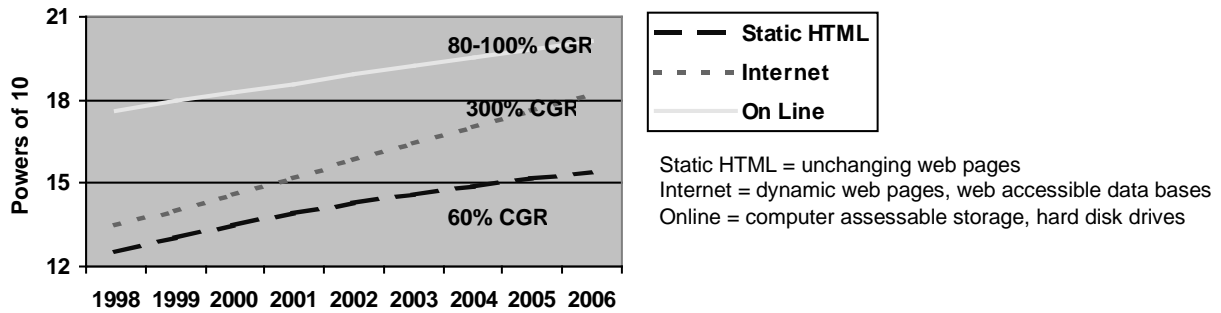 21
80-100% CGR
18
300% CGR
15
60% CGR
12
Powers of 10
1998 1999 2000 2001 2002 2003 2004 2005 2006
Static HTML
Internet
On Line
Static HTML = unchanging web pages
Internet = dynamic web pages, web accessible data bases
Online = computer assessable storage, hard disk drives